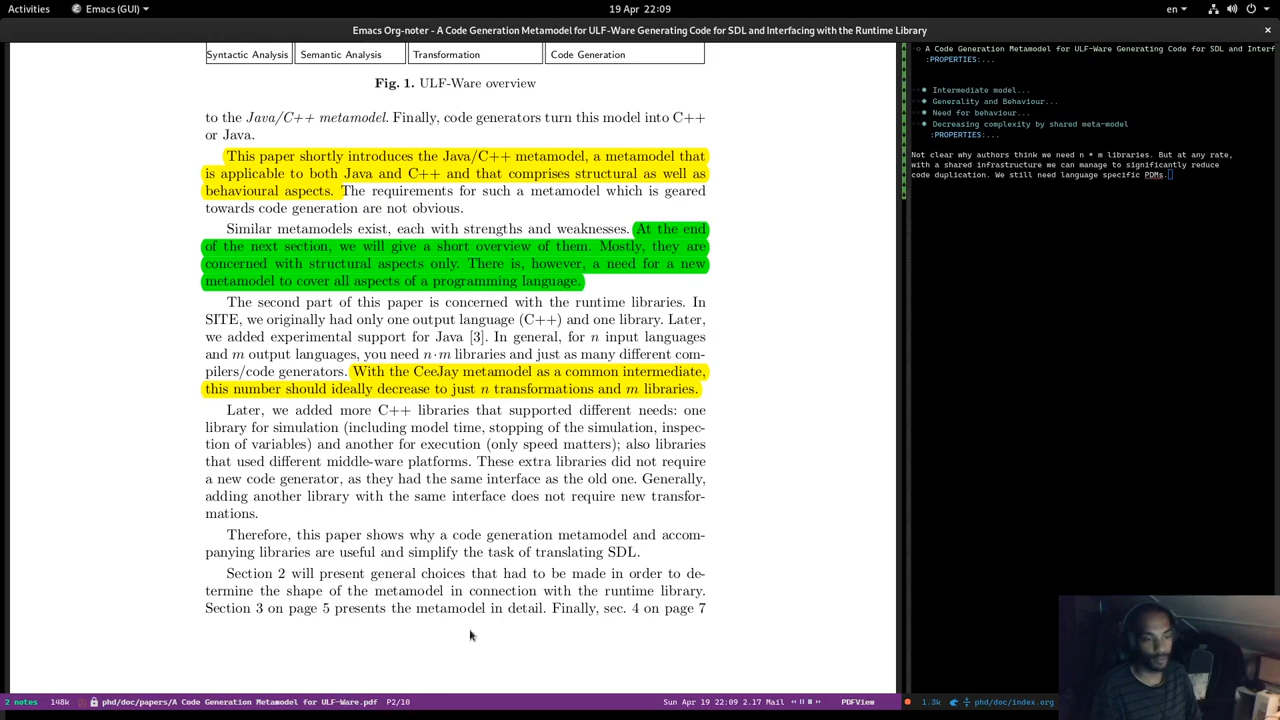 Activities
Emacs (GUI)
19 Apr 22:09
en
Emacs Org-noter - A Code Generation Metamodel for ULF-Ware Generating Code for SDL and Interfacing with the Runtime Library
Syntactic Analysis
Semantic Analysis
Transformation
Code Generation
Fig. 1. ULF-Ware overview
to the Java/C++ metamodel. Finally, code generators turn this model into C++
or Java.
This paper shortly introduces the Java/C++ metamodel, a metamodel that
is applicable to both Java and C++ and that comprises structural as well as
behavioural aspects. The requirements for such a metamodel which is geared
towards code generation are not obvious.
Similar metamodels exist, each with strengths and weaknesses. At the end
of the next section, we will give a short overview of them. Mostly, they are
concerned with structural aspects only. There is, however, a need for a new
metamodel to cover all aspects of a programming language.
The second part of this paper is concerned with the runtime libraries. In
SITE, we originally had only one output language (C++) and one library. Later,
we added experimental support for Java [3]. In general, for n input languages
and m output languages, you need n·m libraries and just as many different com-
pilers/code generators. With the CeeJay metamodel as a common intermediate,
this number should ideally decrease to just n transformations and m libraries.
Later, we added more C++ libraries that supported different needs: one
library for simulation (including model time, stopping of the simulation, inspec-
tion of variables) and another for execution (only speed matters); also libraries
that used different middle-ware platforms. These extra libraries did not require
a new code generator, as they had the same interface as the old one. Generally,
adding another library with the same interface does not require new transfor-
mations.
Therefore, this paper shows why a code generation metamodel and accom-
panying libraries are useful and simplify the task of translating SDL.
Section 2 will present general choices that had to be made in order to de-
termine the shape of the metamodel in connection with the runtime library.
Section 3 on page 5 presents the metamodel in detail. Finally, sec. 4 on page 7
2 notes 148k phd/doc/papers/A Code Generation Metamodel for ULF-Ware.pdf P2/10 Sun Apr 19 22:09 2.17 Mail PDFView
A Code Generation Metamodel for ULF-Ware Generating Code for SDL and Interf
:PROPERTIES:...
Intermediate model...
Generality and Behaviour...
Need for behaviour...
Decreasing complexity by shared meta-model
:PROPERTIES:...
Not clear why authors think we need n * m libraries. But at any rate,
with a shared infrastructure we can manage to significantly reduce
code duplication. We still need language specific PDMs.
1.3k phd/doc/index.org